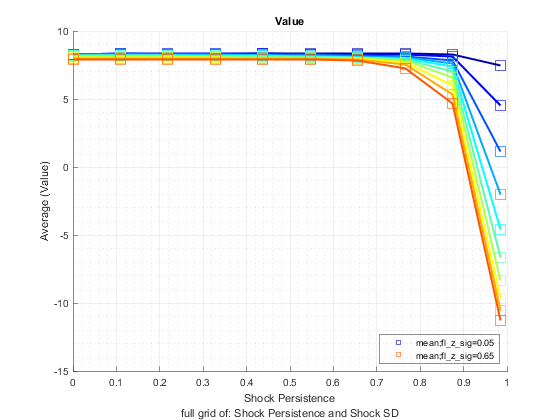 Value
10
5
0
-5
-10
-15
Average (Value)
0 0.1 0.2 0.3 0.4 0.5 0.6 0.7 0.8 0.9 1
Shock Persistence
full grid of: Shock Persistence and Shock SD
mean;fl_z_sig=0.05
mean;fl_z_sig=0.65